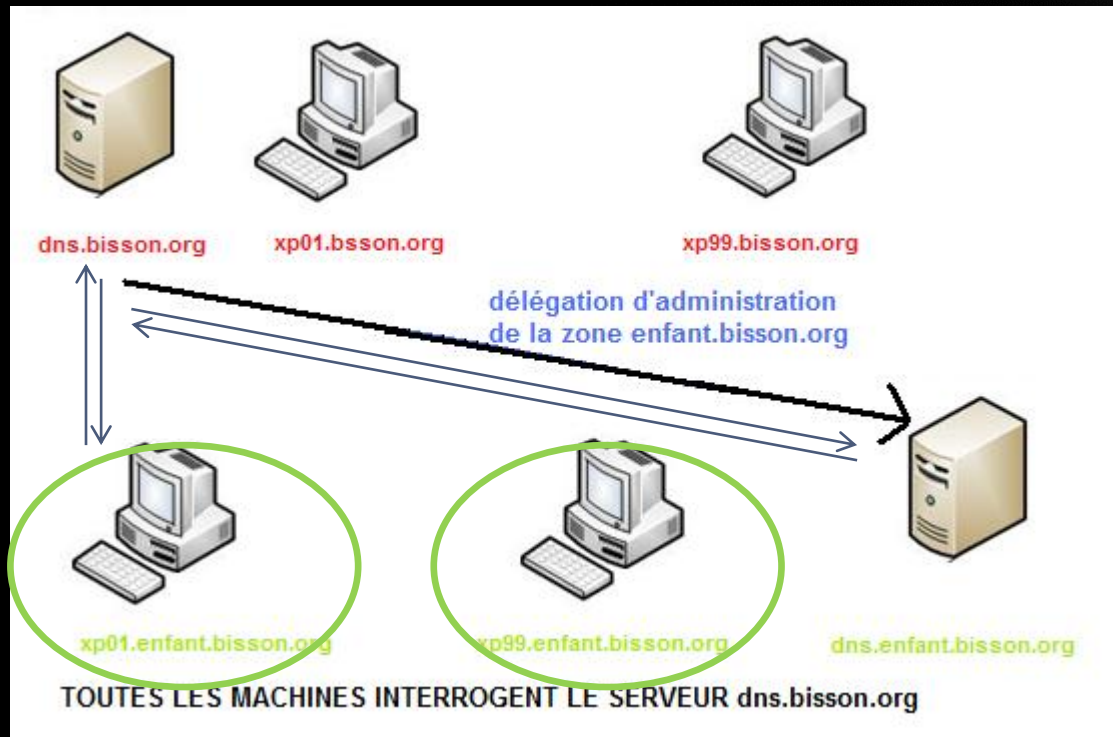 dns.bisson.org
xp01.bsson.org
xp99.bisson.org
délégation d'administration
de la zone enfant.bisson.org
xp01.enfant.bisson.org
xp99.enfant.bisson.org
dns.enfant.bisson.org
TOUTES LES MACHINES INTERROGENT LE SERVEUR dns.bisson.org